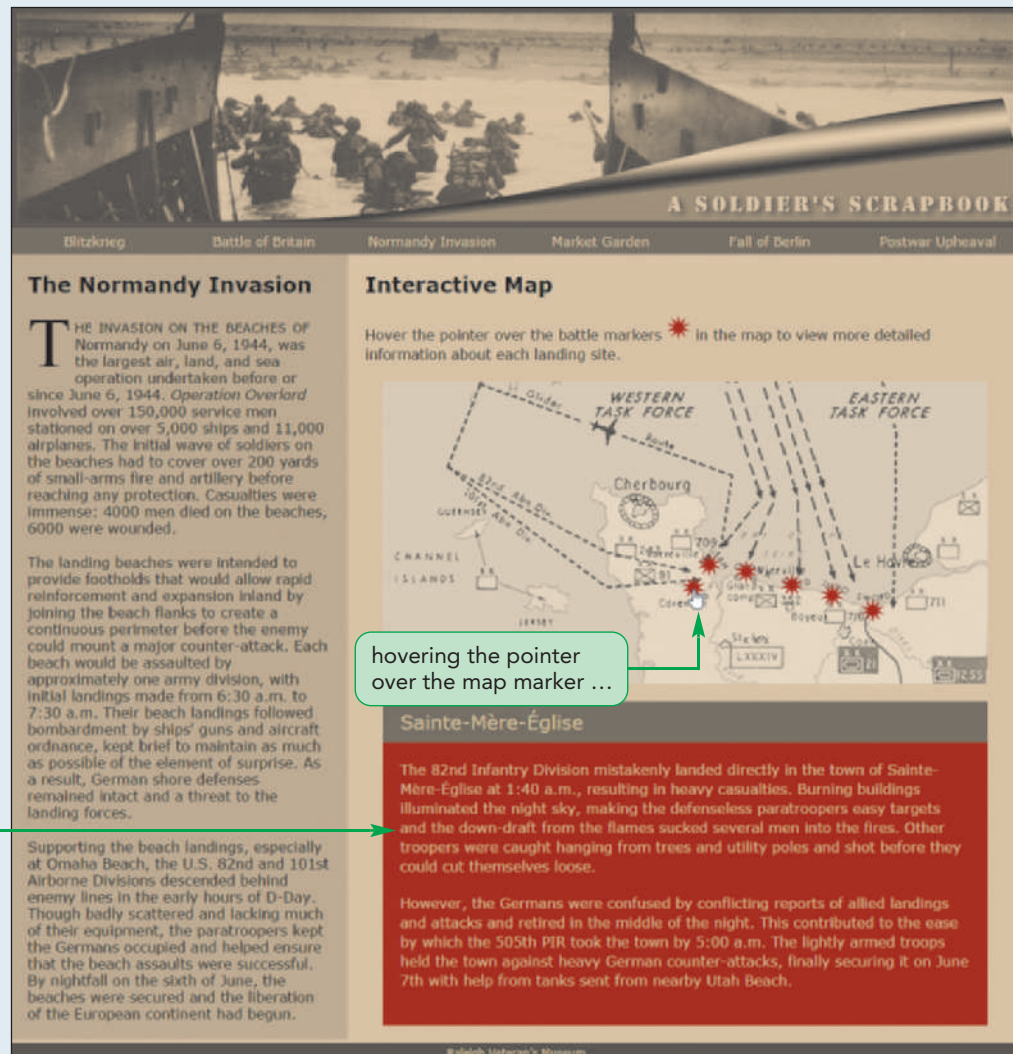 A SOLDIER'S SCRAPBOOK
Blitzkrieg Battle of Britain Normandy Invasion Market Garden Fall of Berlin Postwar Upheaval
The Normandy Invasion
THE INVASION ON THE BEACHES OF
Normandy on June 6, 1944, was
the largest air, land, and sea
operation undertaken before or
since June 6, 1944. Operation Overlord
involved over 150,000 service men
stationed on over 5,000 ships and 11,000
airplanes. The initial wave of soldiers on
the beaches had to cover over 200 yards
of small-arms fire and artillery before
reaching any protection. Casualties were
immense: 4000 men died on the beaches,
6000 were wounded.
The landing beaches were intended to
provide footholds that would allow rapid
reinforcement and expansion inland by
joining the beach flanks to create a
continuous perimeter before the enemy
could mount a major counter-attack. Each
beach would be assaulted by
approximately one army division, with
initial landings made from 6:30 a.m. to
7:30 a.m. Their beach landings followed
bombardment by ships' guns and aircraft
ordnance, kept brief to maintain as much
as possible of the element of surprise. As
a result, German shore defenses
remained intact and a threat to the
landing forces.
Supporting the beach landings, especially
at Omaha Beach, the U.S. 82nd and 101st
Airborne Divisions descended behind
enemy lines in the early hours of D-Day.
Though badly scattered and lacking much
of their equipment, the paratroopers kept
the Germans occupied and helped ensure
that the beach assaults were successful.
By nightfall on the sixth of June, the
beaches were secured and the liberation
of the European continent had begun.
Interactive Map
Hover the pointer over the battle markers in the map to view more detailed
information about each landing site.
WESTERN
TASK FORCE
EASTERN
TASK FORCE
Glider
Route
82nd Abn Div.
101st Abn Div.
Cherbourg
GUERNSEY
CHANNEL
ISLANDS
JERSEY
709
91
Le Havre
711
716
352
LXXXIV
21
hovering the pointer
over the map marker …
Sainte-Mère-Église
The 82nd Infantry Division mistakenly landed directly in the town of Sainte-
Mère-Église at 1:40 a.m., resulting in heavy casualties. Burning buildings
illuminated the night sky, making the defenseless paratroopers easy targets
and the down-draft from the flames sucked several men into the fires. Other
troopers were caught hanging from trees and utility poles and shot before they
could cut themselves loose.
However, the Germans were confused by conflicting reports of allied landings
and attacks and retired in the middle of the night. This contributed to the ease
by which the 505th PIR took the town by 5:00 a.m. The lightly armed troops
held the town against heavy German counter-attacks, finally securing it on June
7th with help from tanks sent from nearby Utah Beach.
Raleigh Veteran's Museum